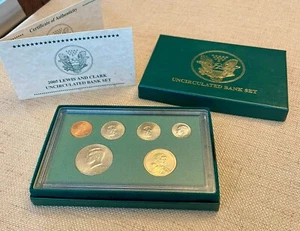 Certificate of Authenticity
2005 LEWIS AND CLARK
UNCIRCULATED BANK SET
UNCIRCULATED BANK SET